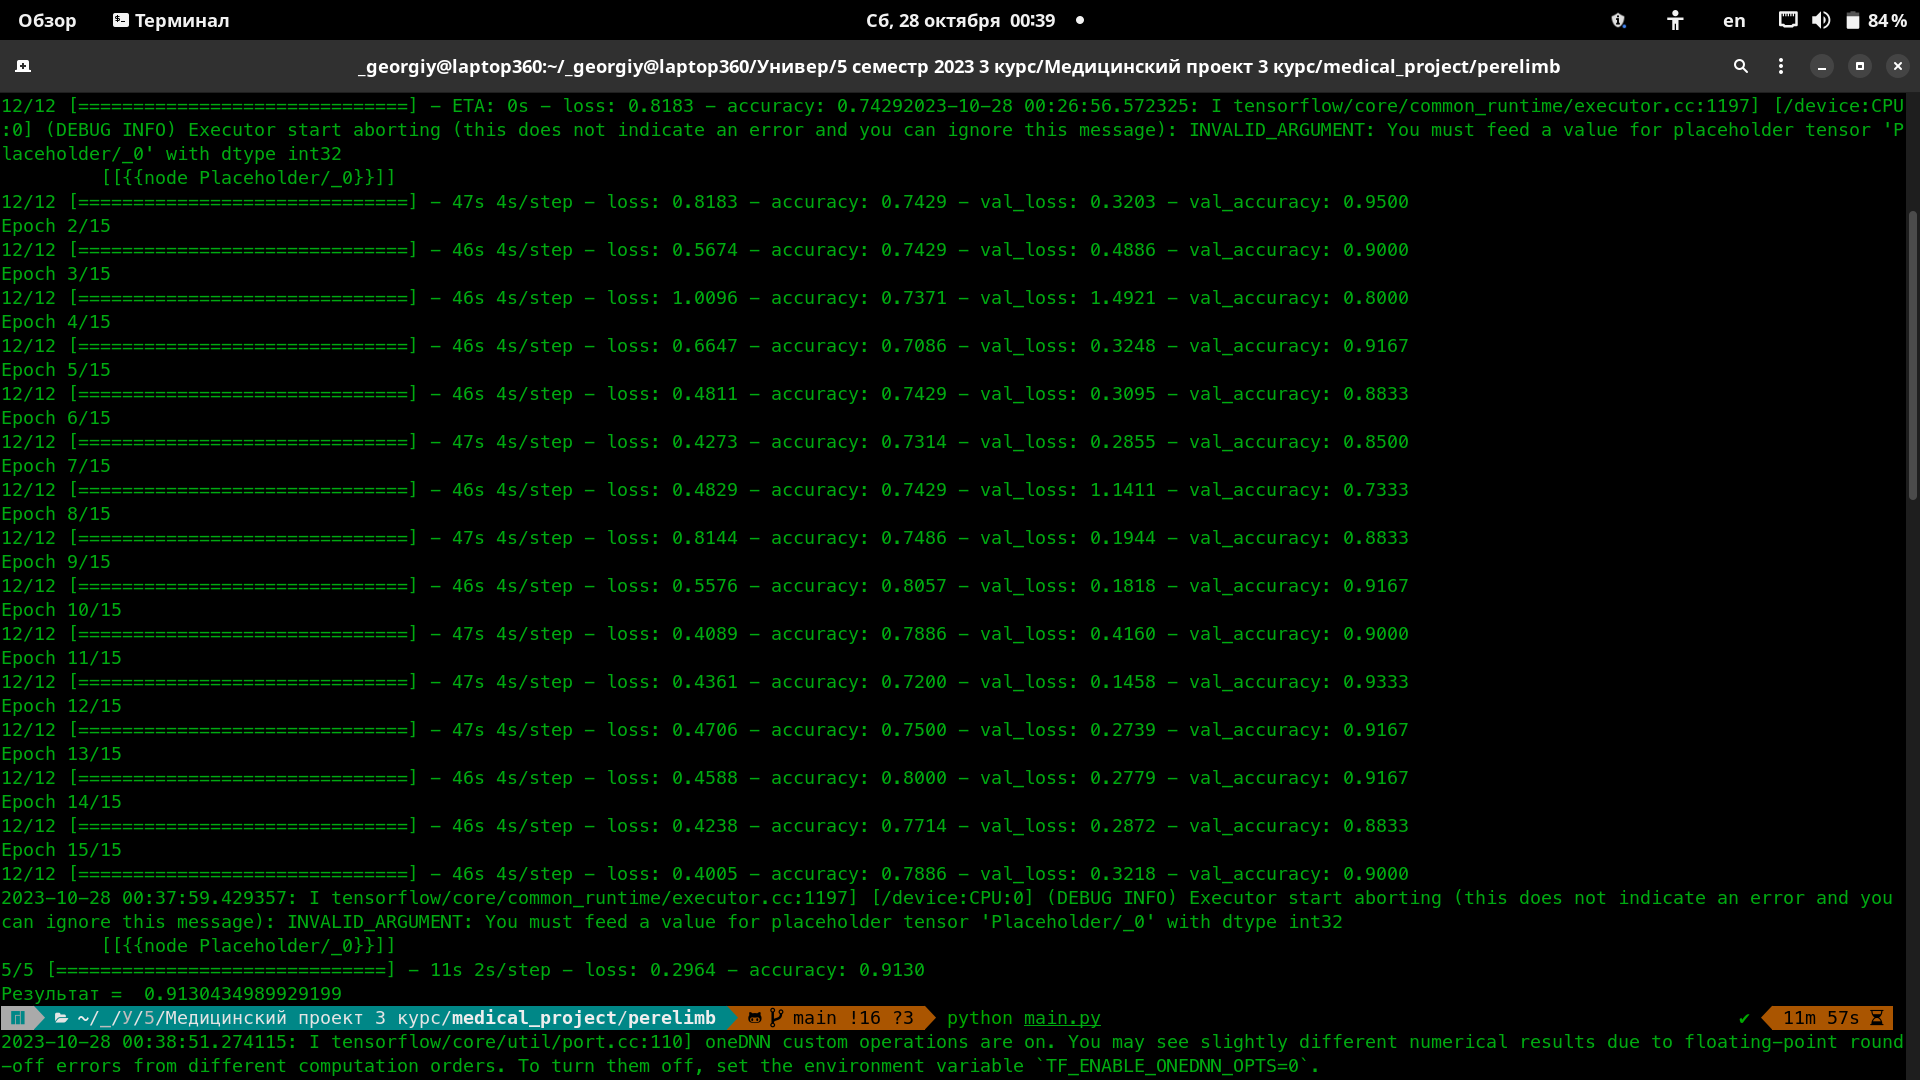 Обзор Терминал Сб, 28 октября 00:39 en 84 %
_georgiy@laptop360:~/_georgiy@laptop360/Универ/5 семестр 2023 3 курс/Медицинский проект 3 курс/medical_project/perelimb
12/12 [==============================] - ETA: 0s - loss: 0.8183 - accuracy: 0.74292023-10-28 00:26:56.572325: I tensorflow/core/common_runtime/executor.cc:1197] [/device:CPU
:0] (DEBUG INFO) Executor start aborting (this does not indicate an error and you can ignore this message): INVALID_ARGUMENT: You must feed a value for placeholder tensor 'P
laceholder/_0' with dtype int32
[[{{node Placeholder/_0}}]]
12/12 [==============================] - 47s 4s/step - loss: 0.8183 - accuracy: 0.7429 - val_loss: 0.3203 - val_accuracy: 0.9500
Epoch 2/15
12/12 [==============================] - 46s 4s/step - loss: 0.5674 - accuracy: 0.7429 - val_loss: 0.4886 - val_accuracy: 0.9000
Epoch 3/15
12/12 [==============================] - 46s 4s/step - loss: 1.0096 - accuracy: 0.7371 - val_loss: 1.4921 - val_accuracy: 0.8000
Epoch 4/15
12/12 [==============================] - 46s 4s/step - loss: 0.6647 - accuracy: 0.7086 - val_loss: 0.3248 - val_accuracy: 0.9167
Epoch 5/15
12/12 [==============================] - 46s 4s/step - loss: 0.4811 - accuracy: 0.7429 - val_loss: 0.3095 - val_accuracy: 0.8833
Epoch 6/15
12/12 [==============================] - 47s 4s/step - loss: 0.4273 - accuracy: 0.7314 - val_loss: 0.2855 - val_accuracy: 0.8500
Epoch 7/15
12/12 [==============================] - 46s 4s/step - loss: 0.4829 - accuracy: 0.7429 - val_loss: 1.1411 - val_accuracy: 0.7333
Epoch 8/15
12/12 [==============================] - 47s 4s/step - loss: 0.8144 - accuracy: 0.7486 - val_loss: 0.1944 - val_accuracy: 0.8833
Epoch 9/15
12/12 [==============================] - 46s 4s/step - loss: 0.5576 - accuracy: 0.8057 - val_loss: 0.1818 - val_accuracy: 0.9167
Epoch 10/15
12/12 [==============================] - 47s 4s/step - loss: 0.4089 - accuracy: 0.7886 - val_loss: 0.4160 - val_accuracy: 0.9000
Epoch 11/15
12/12 [==============================] - 47s 4s/step - loss: 0.4361 - accuracy: 0.7200 - val_loss: 0.1458 - val_accuracy: 0.9333
Epoch 12/15
12/12 [==============================] - 47s 4s/step - loss: 0.4706 - accuracy: 0.7500 - val_loss: 0.2739 - val_accuracy: 0.9167
Epoch 13/15
12/12 [==============================] - 46s 4s/step - loss: 0.4588 - accuracy: 0.8000 - val_loss: 0.2779 - val_accuracy: 0.9167
Epoch 14/15
12/12 [==============================] - 46s 4s/step - loss: 0.4238 - accuracy: 0.7714 - val_loss: 0.2872 - val_accuracy: 0.8833
Epoch 15/15
12/12 [==============================] - 46s 4s/step - loss: 0.4005 - accuracy: 0.7886 - val_loss: 0.3218 - val_accuracy: 0.9000
2023-10-28 00:37:59.429357: I tensorflow/core/common_runtime/executor.cc:1197] [/device:CPU:0] (DEBUG INFO) Executor start aborting (this does not indicate an error and you
can ignore this message): INVALID_ARGUMENT: You must feed a value for placeholder tensor 'Placeholder/_0' with dtype int32
[[{{node Placeholder/_0}}]]
5/5 [==============================] - 11s 2s/step - loss: 0.2964 - accuracy: 0.9130
Результат =  0.9130434989929199
~/_/У/5/Медицинский проект 3 курс/medical_project/perelimb main !16 ?3 python main.py ✔ 11m 57s
2023-10-28 00:38:51.274115: I tensorflow/core/util/port.cc:110] oneDNN custom operations are on. You may see slightly different numerical results due to floating-point round
-off errors from different computation orders. To turn them off, set the environment variable `TF_ENABLE_ONEDNN_OPTS=0`.